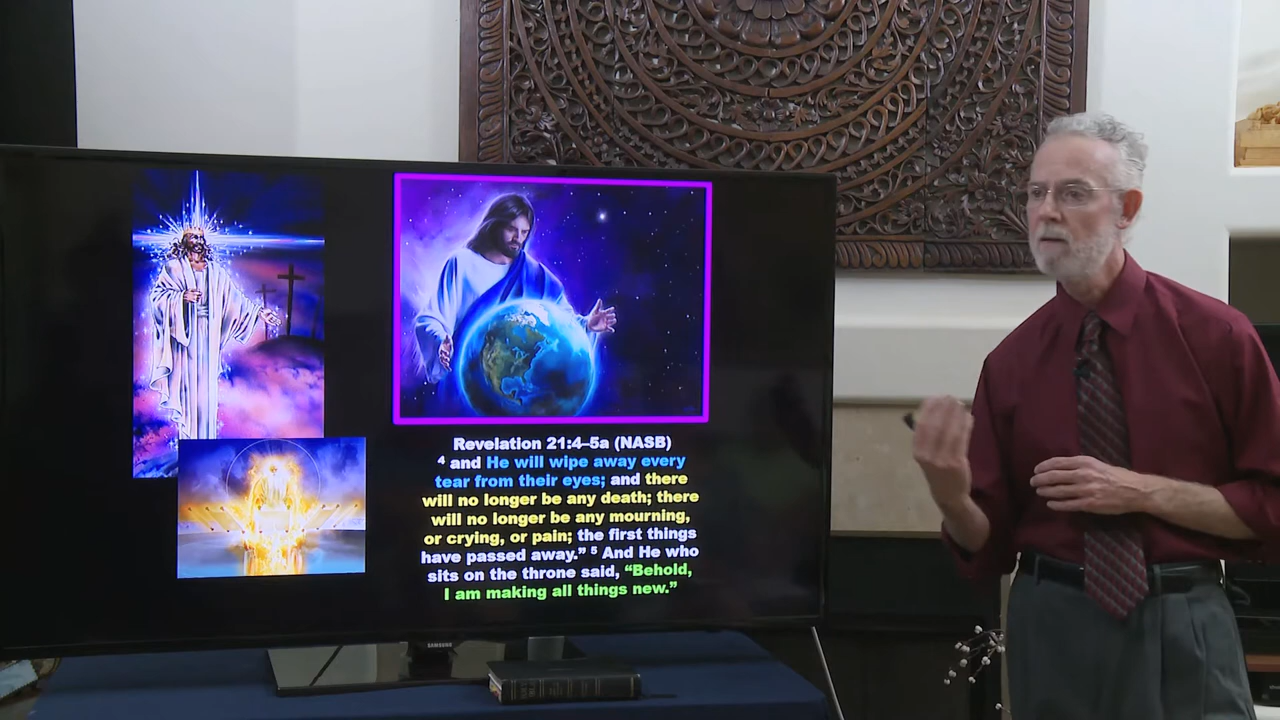 Revelation 21:4–5a (NASB)
4 and He will wipe away every
tear from their eyes; and there
will no longer be any death; there
will no longer be any mourning,
or crying, or pain; the first things
have passed away.” 5 And He who
sits on the throne said, “Behold,
I am making all things new.”
SAMSUNG